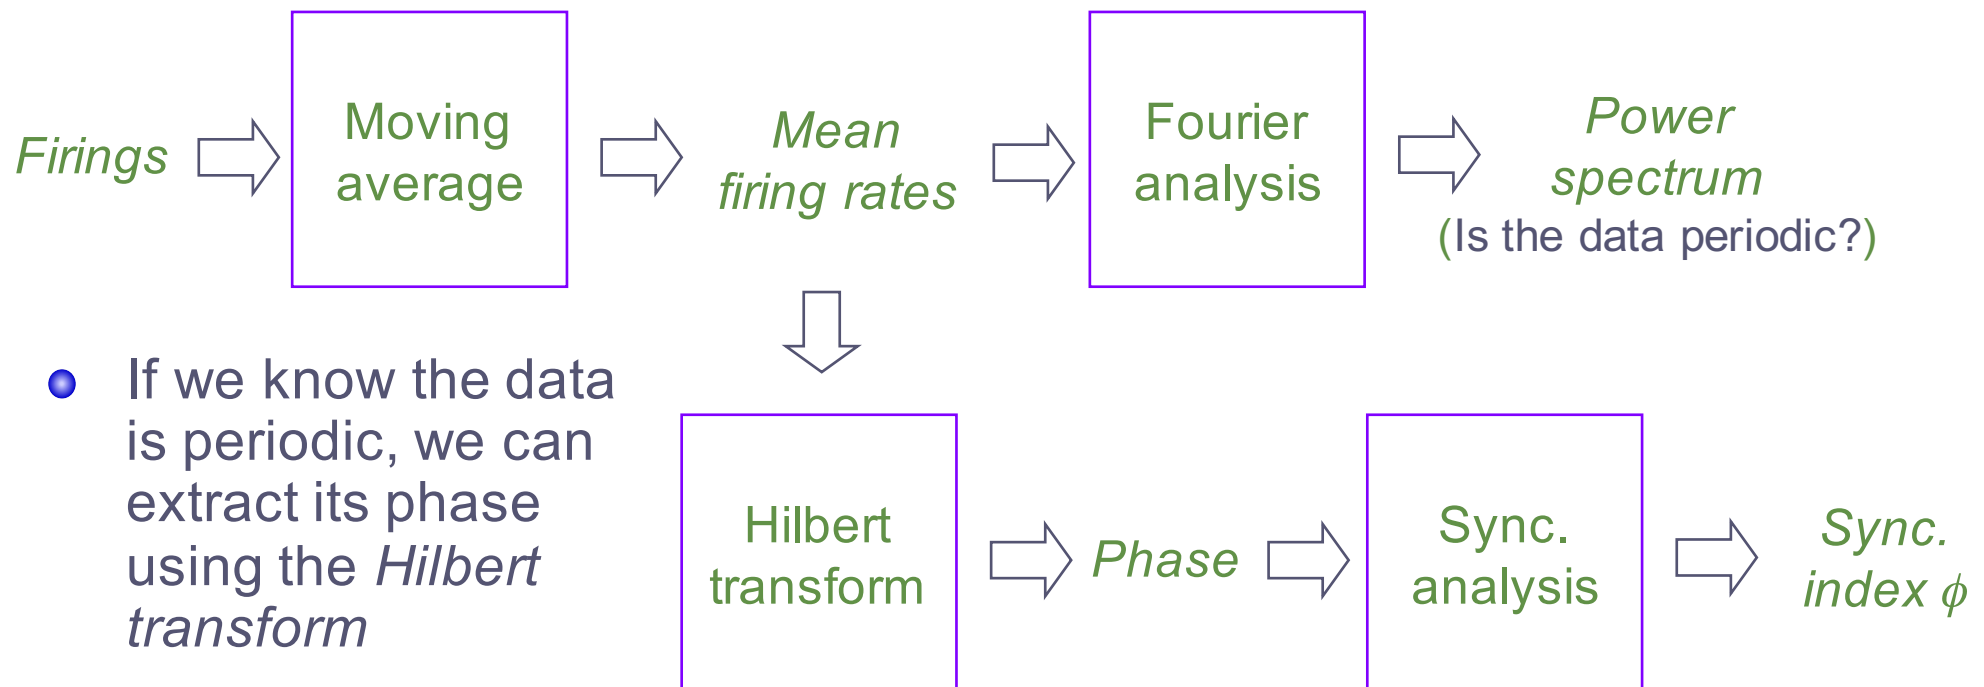 Firings
Moving
average
Mean
firing rates
Fourier
analysis
Power
spectrum
(Is the data periodic?)
If we know the data
is periodic, we can
extract its phase
using the Hilbert
transform
Hilbert
transform
Phase
Sync.
analysis
Sync.
index ϕ